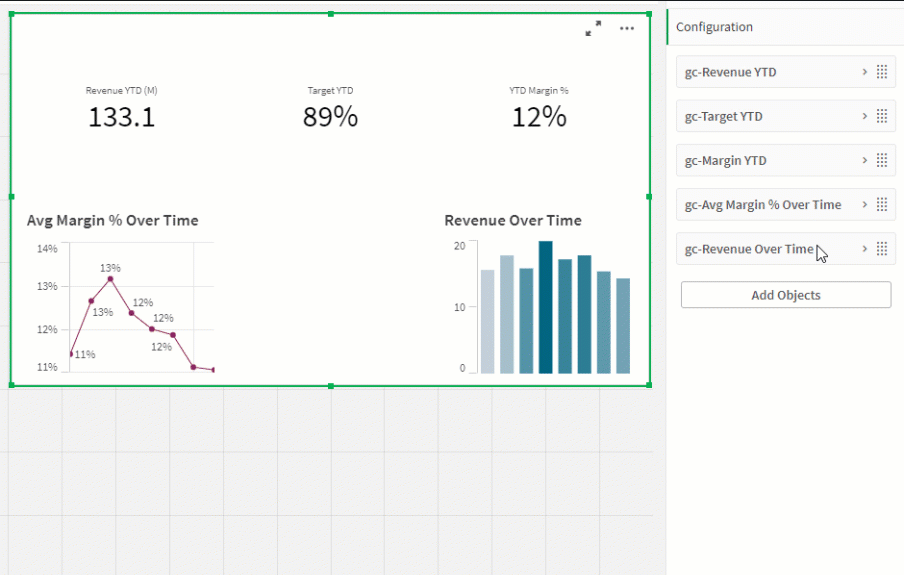 Revenue YTD (M)
133.1
Target YTD
89%
YTD Margin %
12%
Avg Margin % Over Time
14%
13%
12%
11%
13%
13%
12%
12%
12%
11%
Revenue Over Time
20
10
0
Configuration
gc-Revenue YTD
gc-Target YTD
gc-Margin YTD
gc-Avg Margin % Over Time
gc-Revenue Over Time
Add Objects